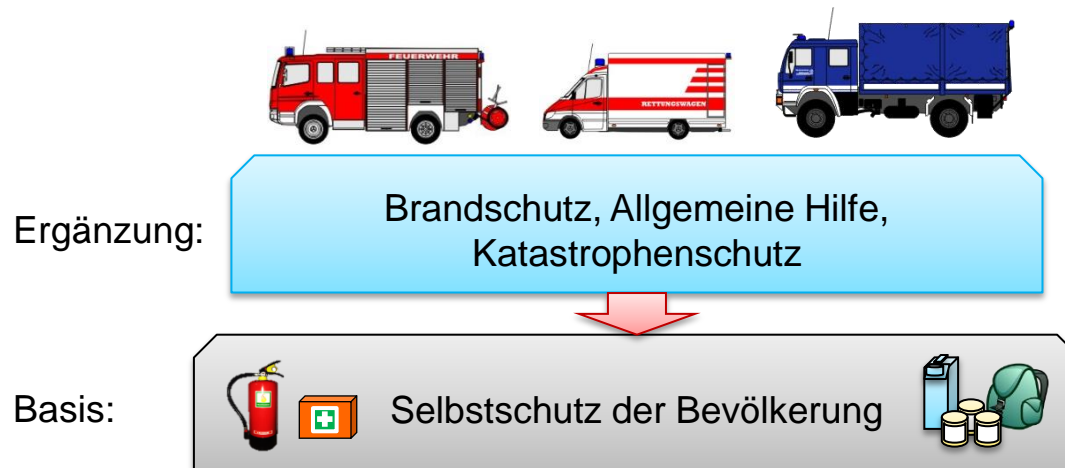 FEUERWEHR
RETTUNGSWAGEN
Ergänzung:
Brandschutz, Allgemeine Hilfe,
Katastrophenschutz
Basis:
Selbstschutz der Bevölkerung